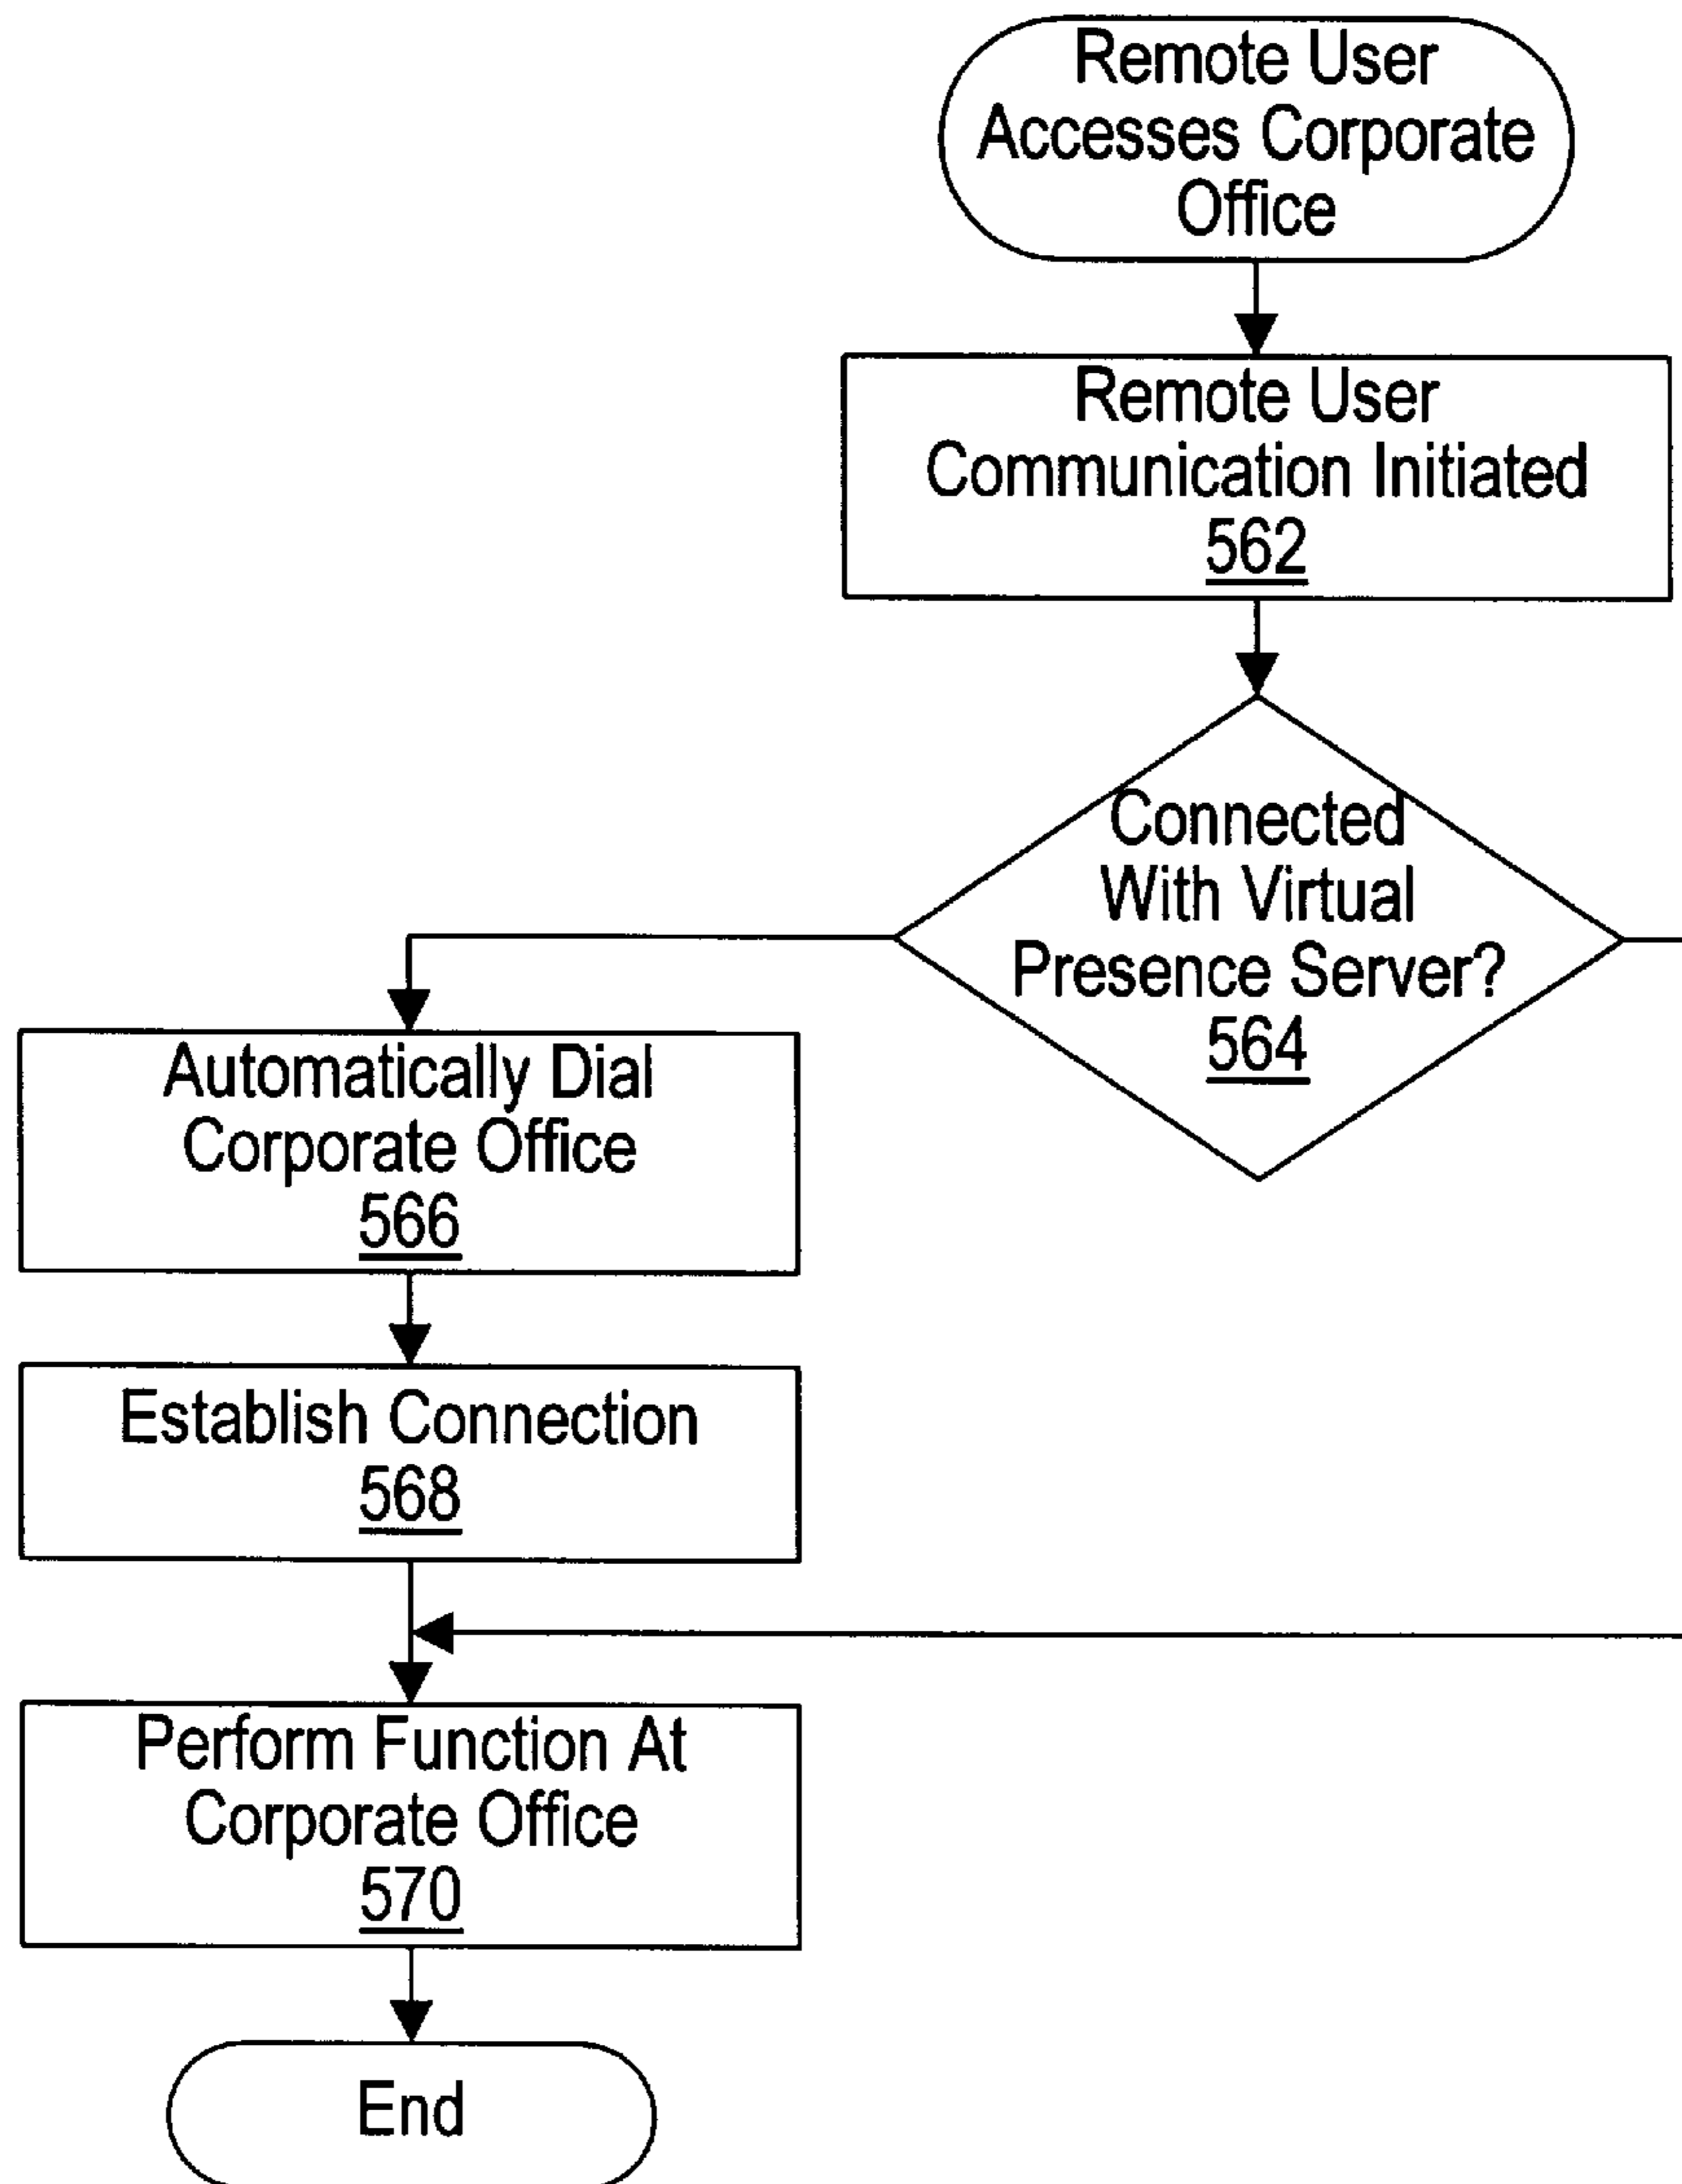 Remote User
Accesses Corporate
Office
Remote User
Communication Initiated
562
Connected
With Virtual
Presence Server?
564
Automatically Dial
Corporate Office
566
Establish Connection
568
Perform Function At
Corporate Office
570
End